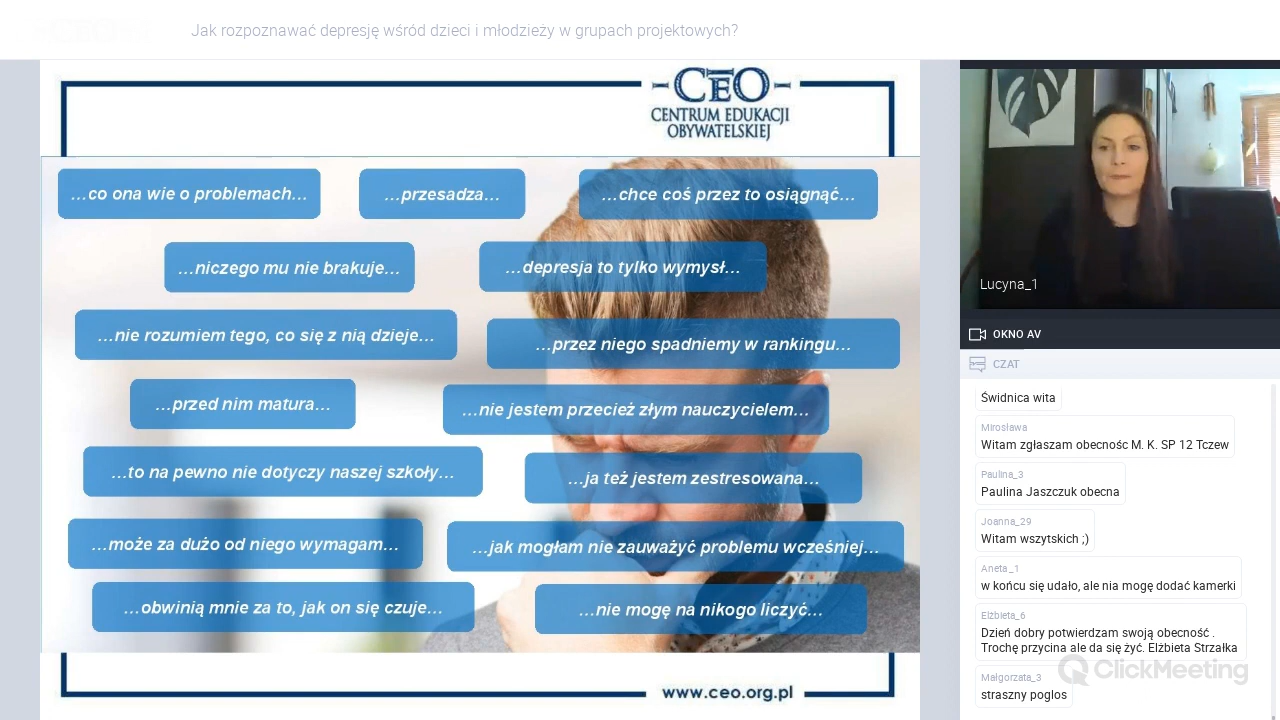 Jak rozpoznawać depresję wśród dzieci i młodzieży w grupach projektowych?
CEO
CENTRUM EDUKACJI
OBYWATELSKIEJ
...co ona wie o problemach...
...przesadza...
...chce coś przez to osiągnąć...
...niczego mu nie brakuje...
...depresja to tylko wymysł...
...nie rozumiem tego, co się z nią dzieje...
...przez niego spadniemy w rankingu...
...przed nim matura...
...nie jestem przecież złym nauczycielem...
...to na pewno nie dotyczy naszej szkoły...
...ja też jestem zestresowana...
...może za dużo od niego wymagam...
...jak mogłam nie zauważyć problemu wcześniej...
...obwinią mnie za to, jak on się czuje...
...nie mogę na nikogo liczyć...
www.ceo.org.pl
Lucyna_1
OKNO AV
CZAT
Świdnica wita
Mirosława
Witam zgłaszam obecnośc M. K. SP 12 Tczew
Paulina_3
Paulina Jaszczuk obecna
Joanna_29
Witam wszytskich ;)
Aneta_1
w końcu się udało, ale nia mogę dodać kamerki
Elżbieta_6
Dzień dobry potwierdzam swoją obecność .
Trochę przycina ale da się żyć. Elżbieta Strzałka
Małgorzata_3
straszny poglos
ClickMeeting